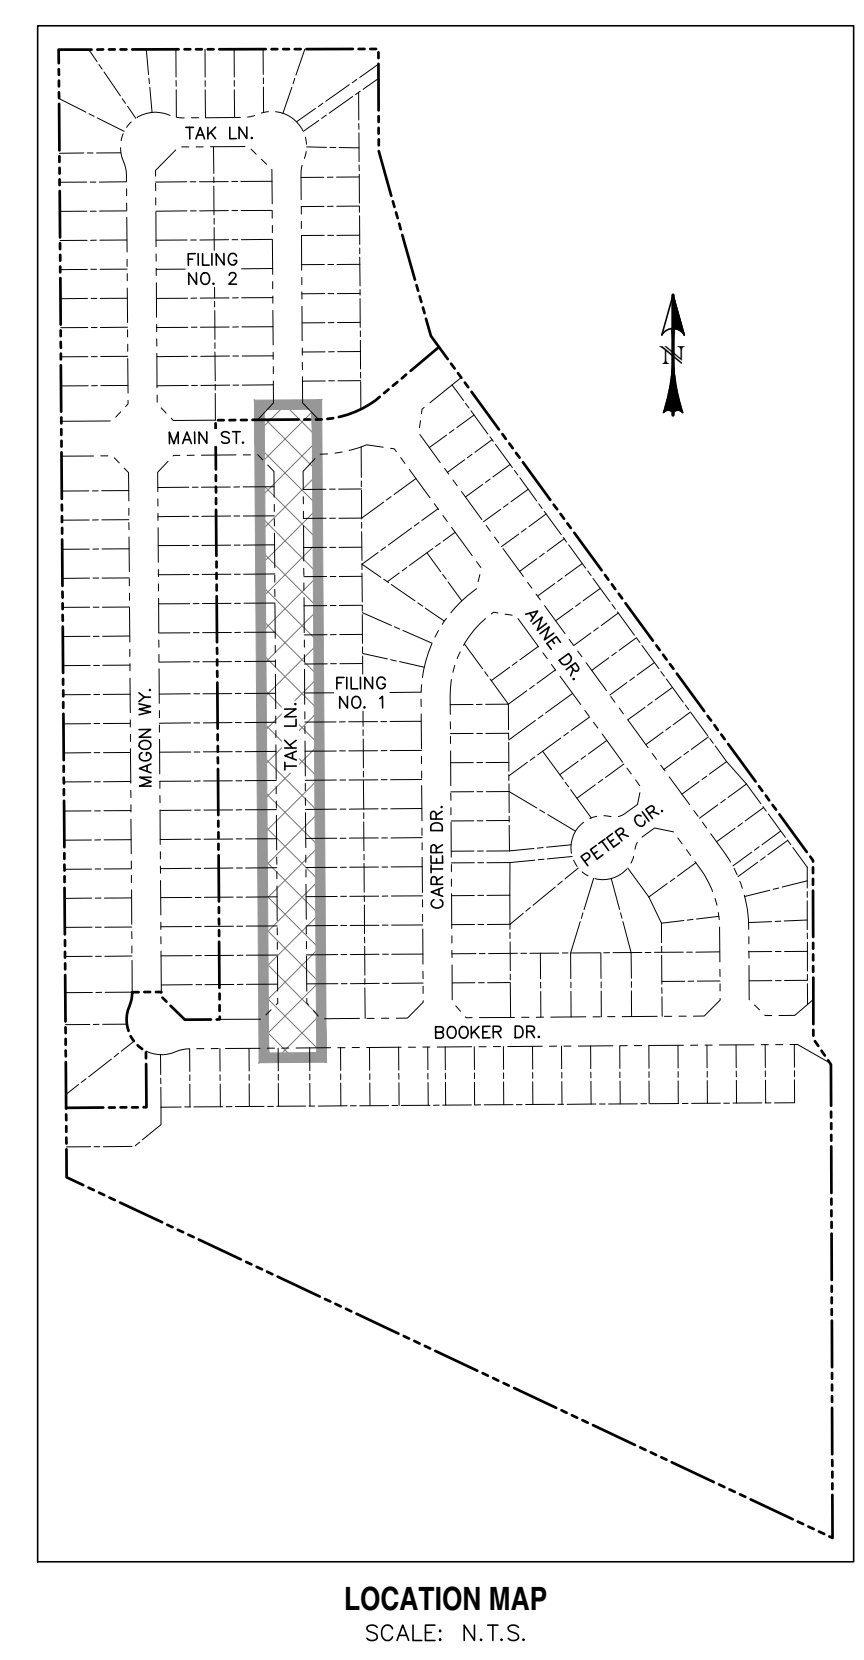 TAK LN.
FILING
NO. 2
N
MAIN ST.
ANNE DR.
FILING
NO. 1
MAGON WY.
TAK LN.
CARTER DR.
PETER CIR.
BOOKER DR.
LOCATION MAP
SCALE: N.T.S.